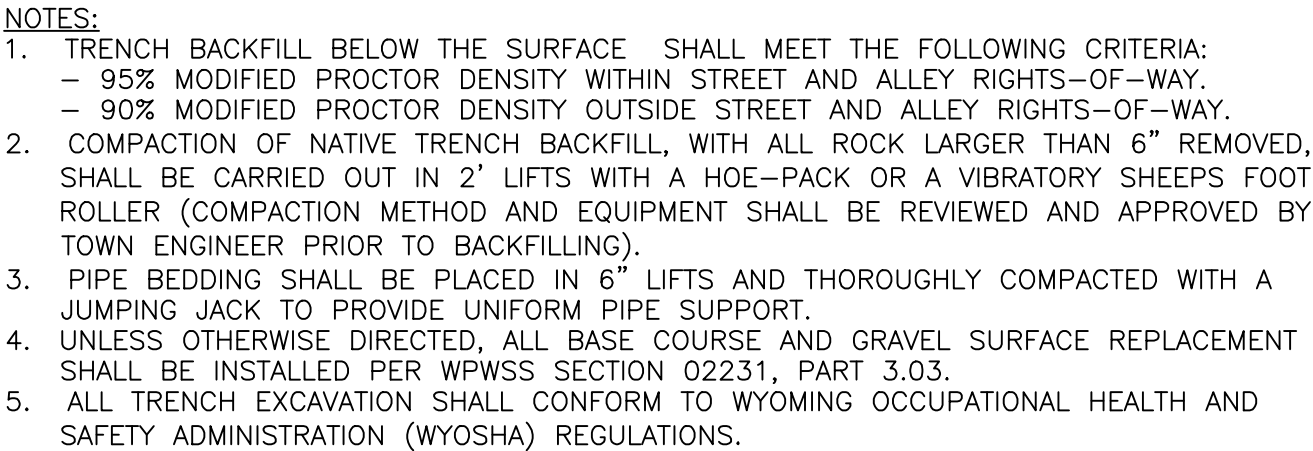 NOTES:
1. TRENCH BACKFILL BELOW THE SURFACE SHALL MEET THE FOLLOWING CRITERIA:
– 95% MODIFIED PROCTOR DENSITY WITHIN STREET AND ALLEY RIGHTS–OF–WAY.
– 90% MODIFIED PROCTOR DENSITY OUTSIDE STREET AND ALLEY RIGHTS–OF–WAY.
2. COMPACTION OF NATIVE TRENCH BACKFILL, WITH ALL ROCK LARGER THAN 6” REMOVED,
SHALL BE CARRIED OUT IN 2’ LIFTS WITH A HOE–PACK OR A VIBRATORY SHEEPS FOOT
ROLLER (COMPACTION METHOD AND EQUIPMENT SHALL BE REVIEWED AND APPROVED BY
TOWN ENGINEER PRIOR TO BACKFILLING).
3. PIPE BEDDING SHALL BE PLACED IN 6” LIFTS AND THOROUGHLY COMPACTED WITH A
JUMPING JACK TO PROVIDE UNIFORM PIPE SUPPORT.
4. UNLESS OTHERWISE DIRECTED, ALL BASE COURSE AND GRAVEL SURFACE REPLACEMENT
SHALL BE INSTALLED PER WPWSS SECTION 02231, PART 3.03.
5. ALL TRENCH EXCAVATION SHALL CONFORM TO WYOMING OCCUPATIONAL HEALTH AND
SAFETY ADMINISTRATION (WYOSHA) REGULATIONS.